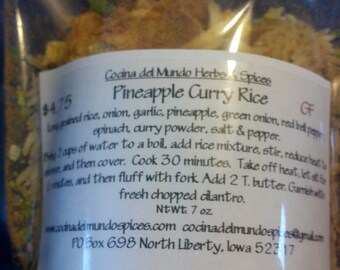 Cocina del Mundo Herbs & Spices
Pineapple Curry Rice
$4.75
GF
Long grained rice, onion, garlic, pineapple, green onion, red bell pepper,
spinach, curry powder, salt & pepper.
2 cups of water to a boil, add rice mixture, stir, reduce heat to
and then cover. Cook 30 minutes. Take off heat, let sit for
minutes, and then fluff with fork. Add 2 T. butter. Garnish with
fresh chopped cilantro.
NtWt. 7 oz.
www.cocinadelmundospices.com cocinadelmundospices@gmail.com
PO Box 698 North Liberty, Iowa 52317